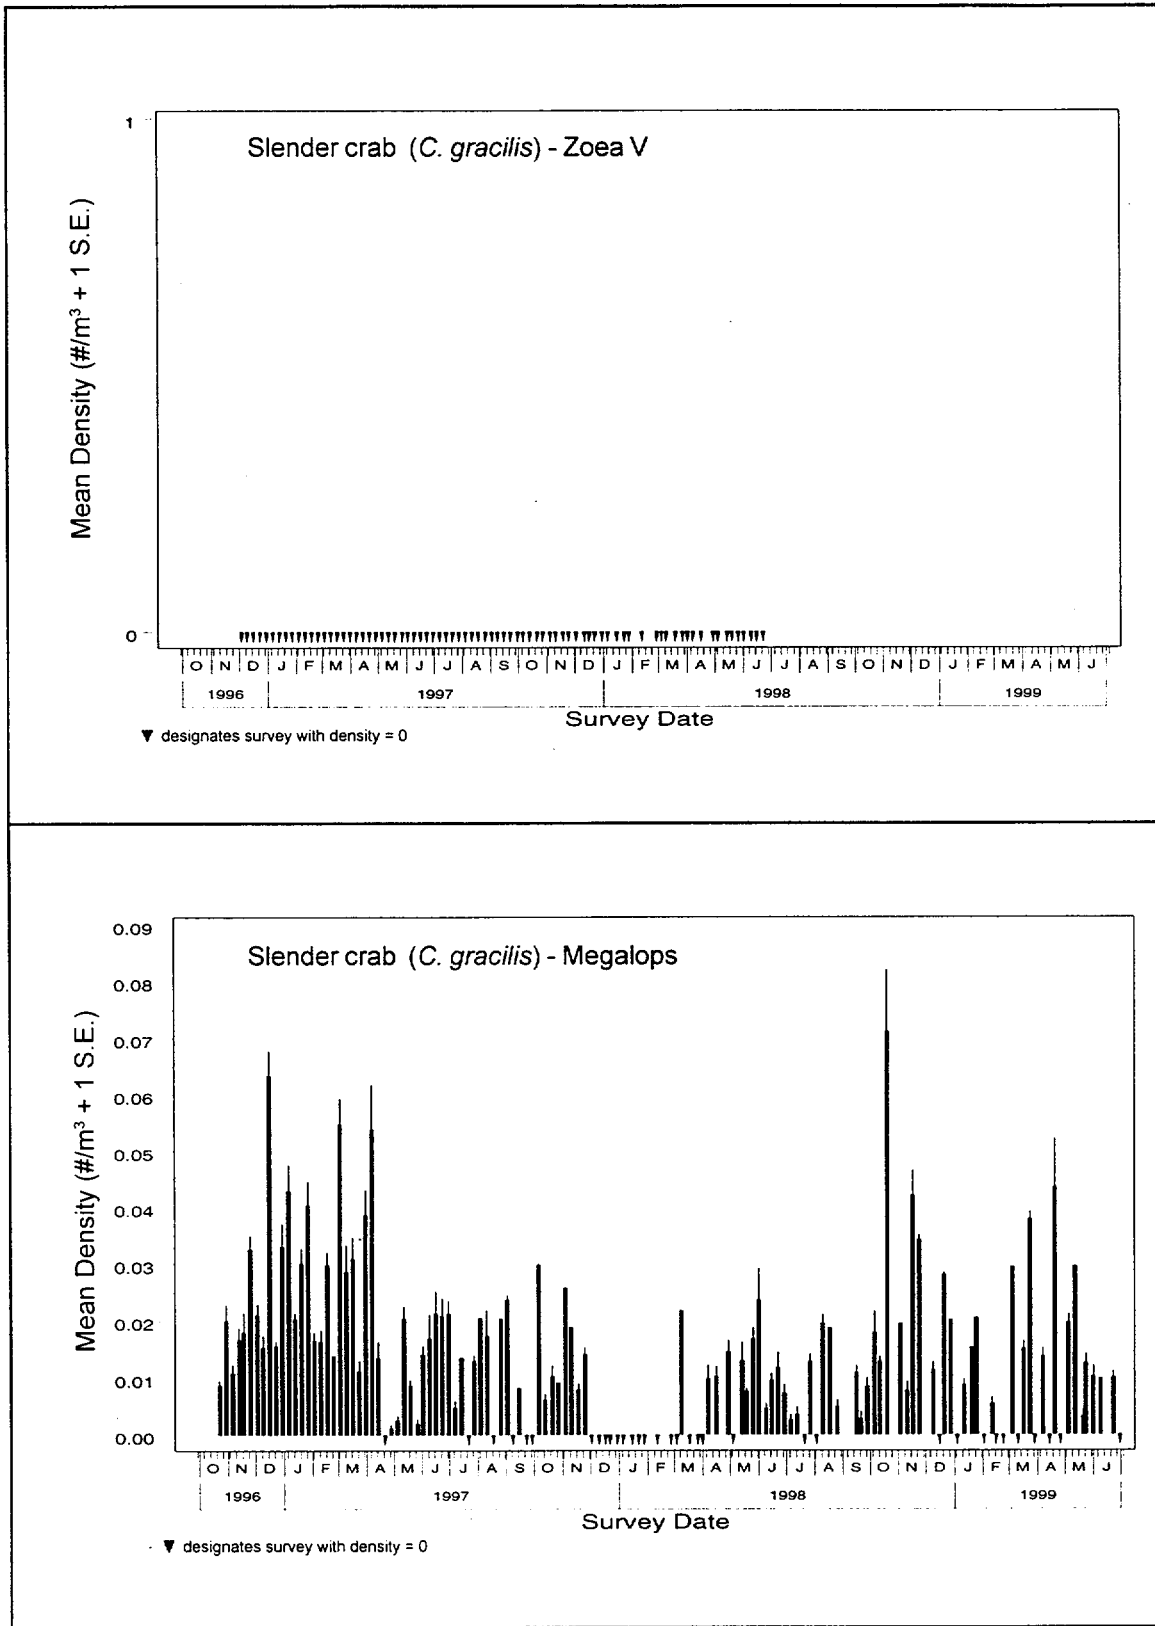 1
Slender crab (C. gracilis) - Zoea V
Mean Density (#/m³ + 1 S.E.)
0
O N D J F M A M J J A S O N D J F M A M J J A S O N D J F M A M J
1996 1997 1998 1999
Survey Date
▼ designates survey with density = 0
0.09
Slender crab (C. gracilis) - Megalops
0.08
0.07
0.06
0.05
0.04
0.03
0.02
0.01
0.00
Mean Density (#/m³ + 1 S.E.)
O N D J F M A M J J A S O N D J F M A M J J A S O N D J F M A M J
1996 1997 1998 1999
Survey Date
▼ designates survey with density = 0